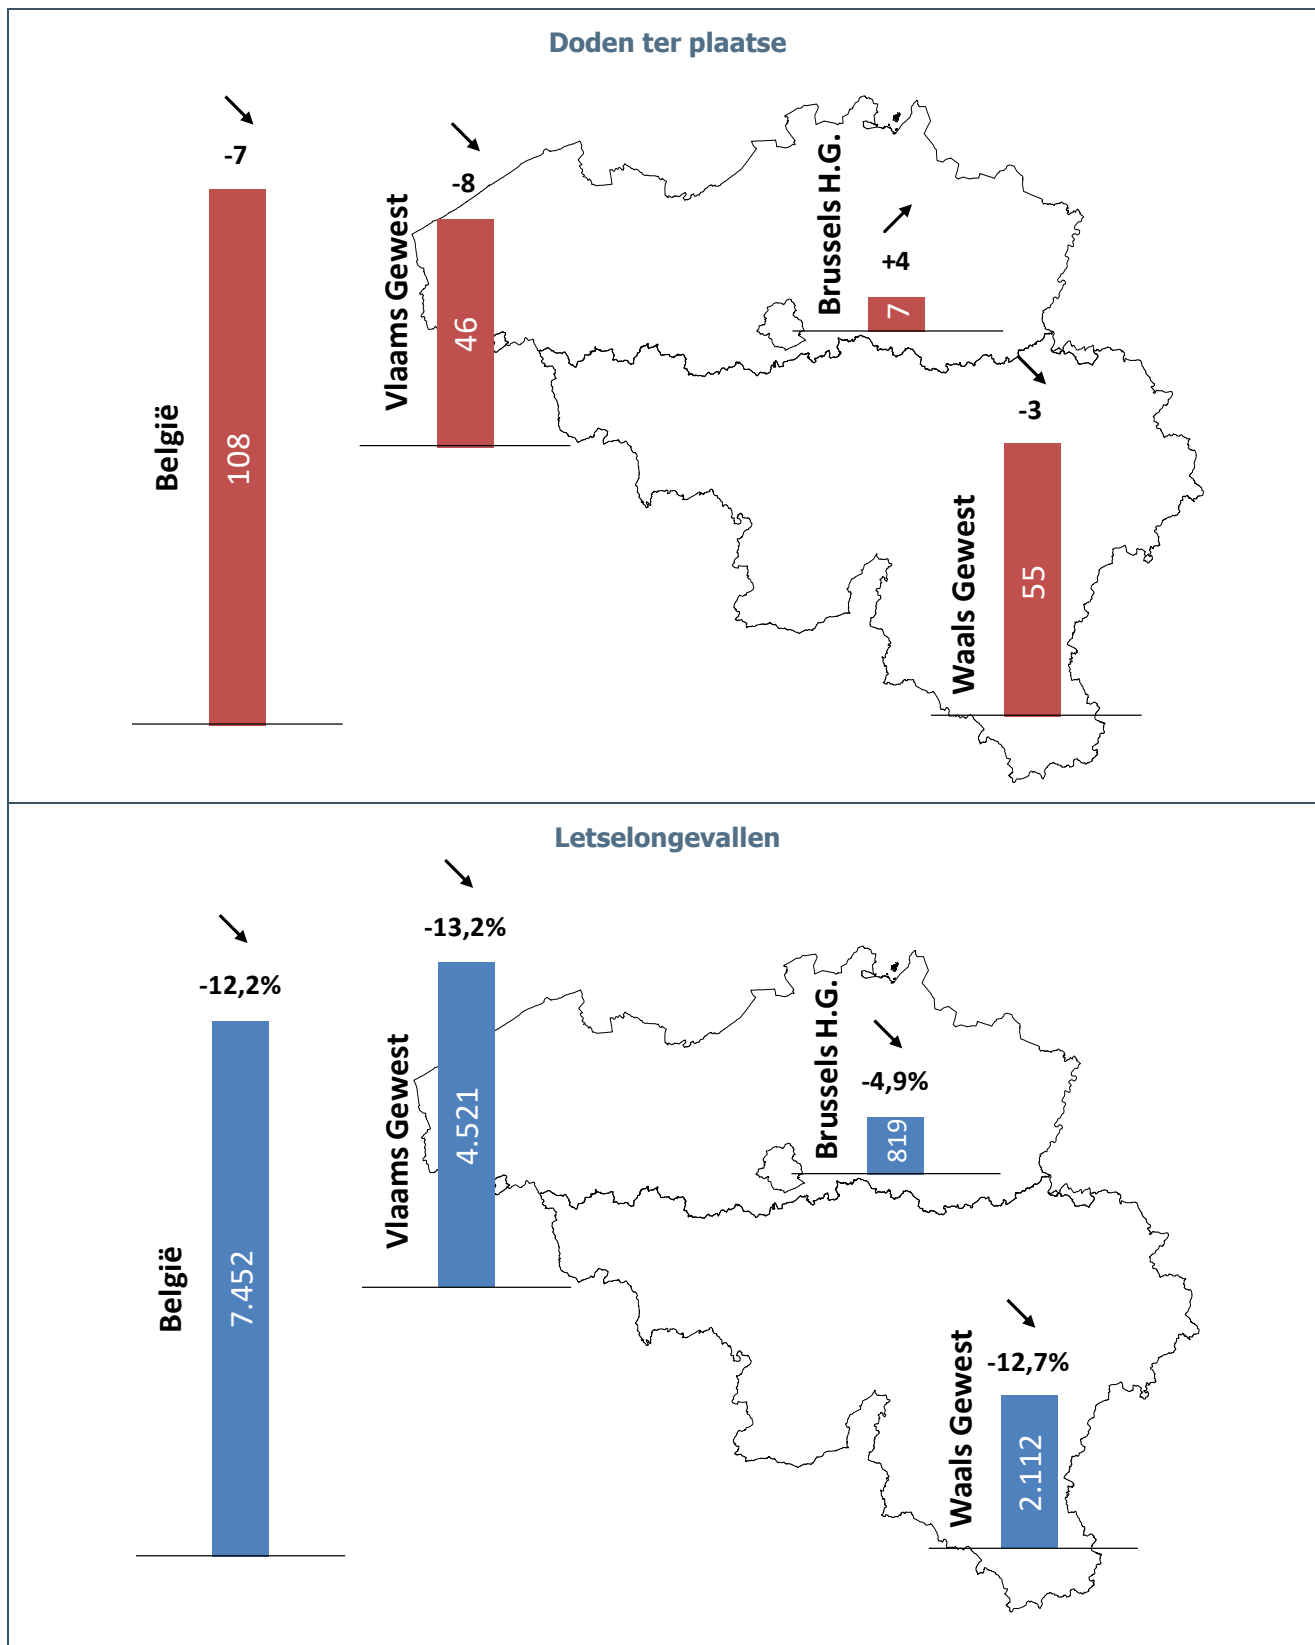 Doden ter plaatse
-7
België
108
-8
Vlaams Gewest
46
Brussels H.G.
+4
7
-3
Waals Gewest
55
Letselongevallen
-12,2%
België
7.452
-13,2%
Vlaams Gewest
4.521
Brussels H.G.
-4,9%
819
-12,7%
Waals Gewest
2.112